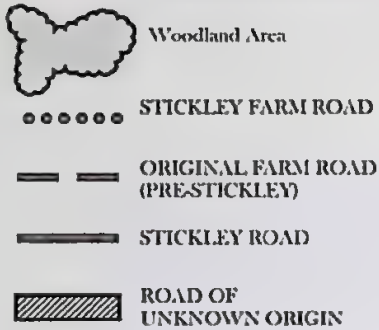 Woodland Area
STICKLEY FARM ROAD
ORIGINAL FARM ROAD
(PRE-STICKLEY)
STICKLEY ROAD
ROAD OF
UNKNOWN ORIGIN